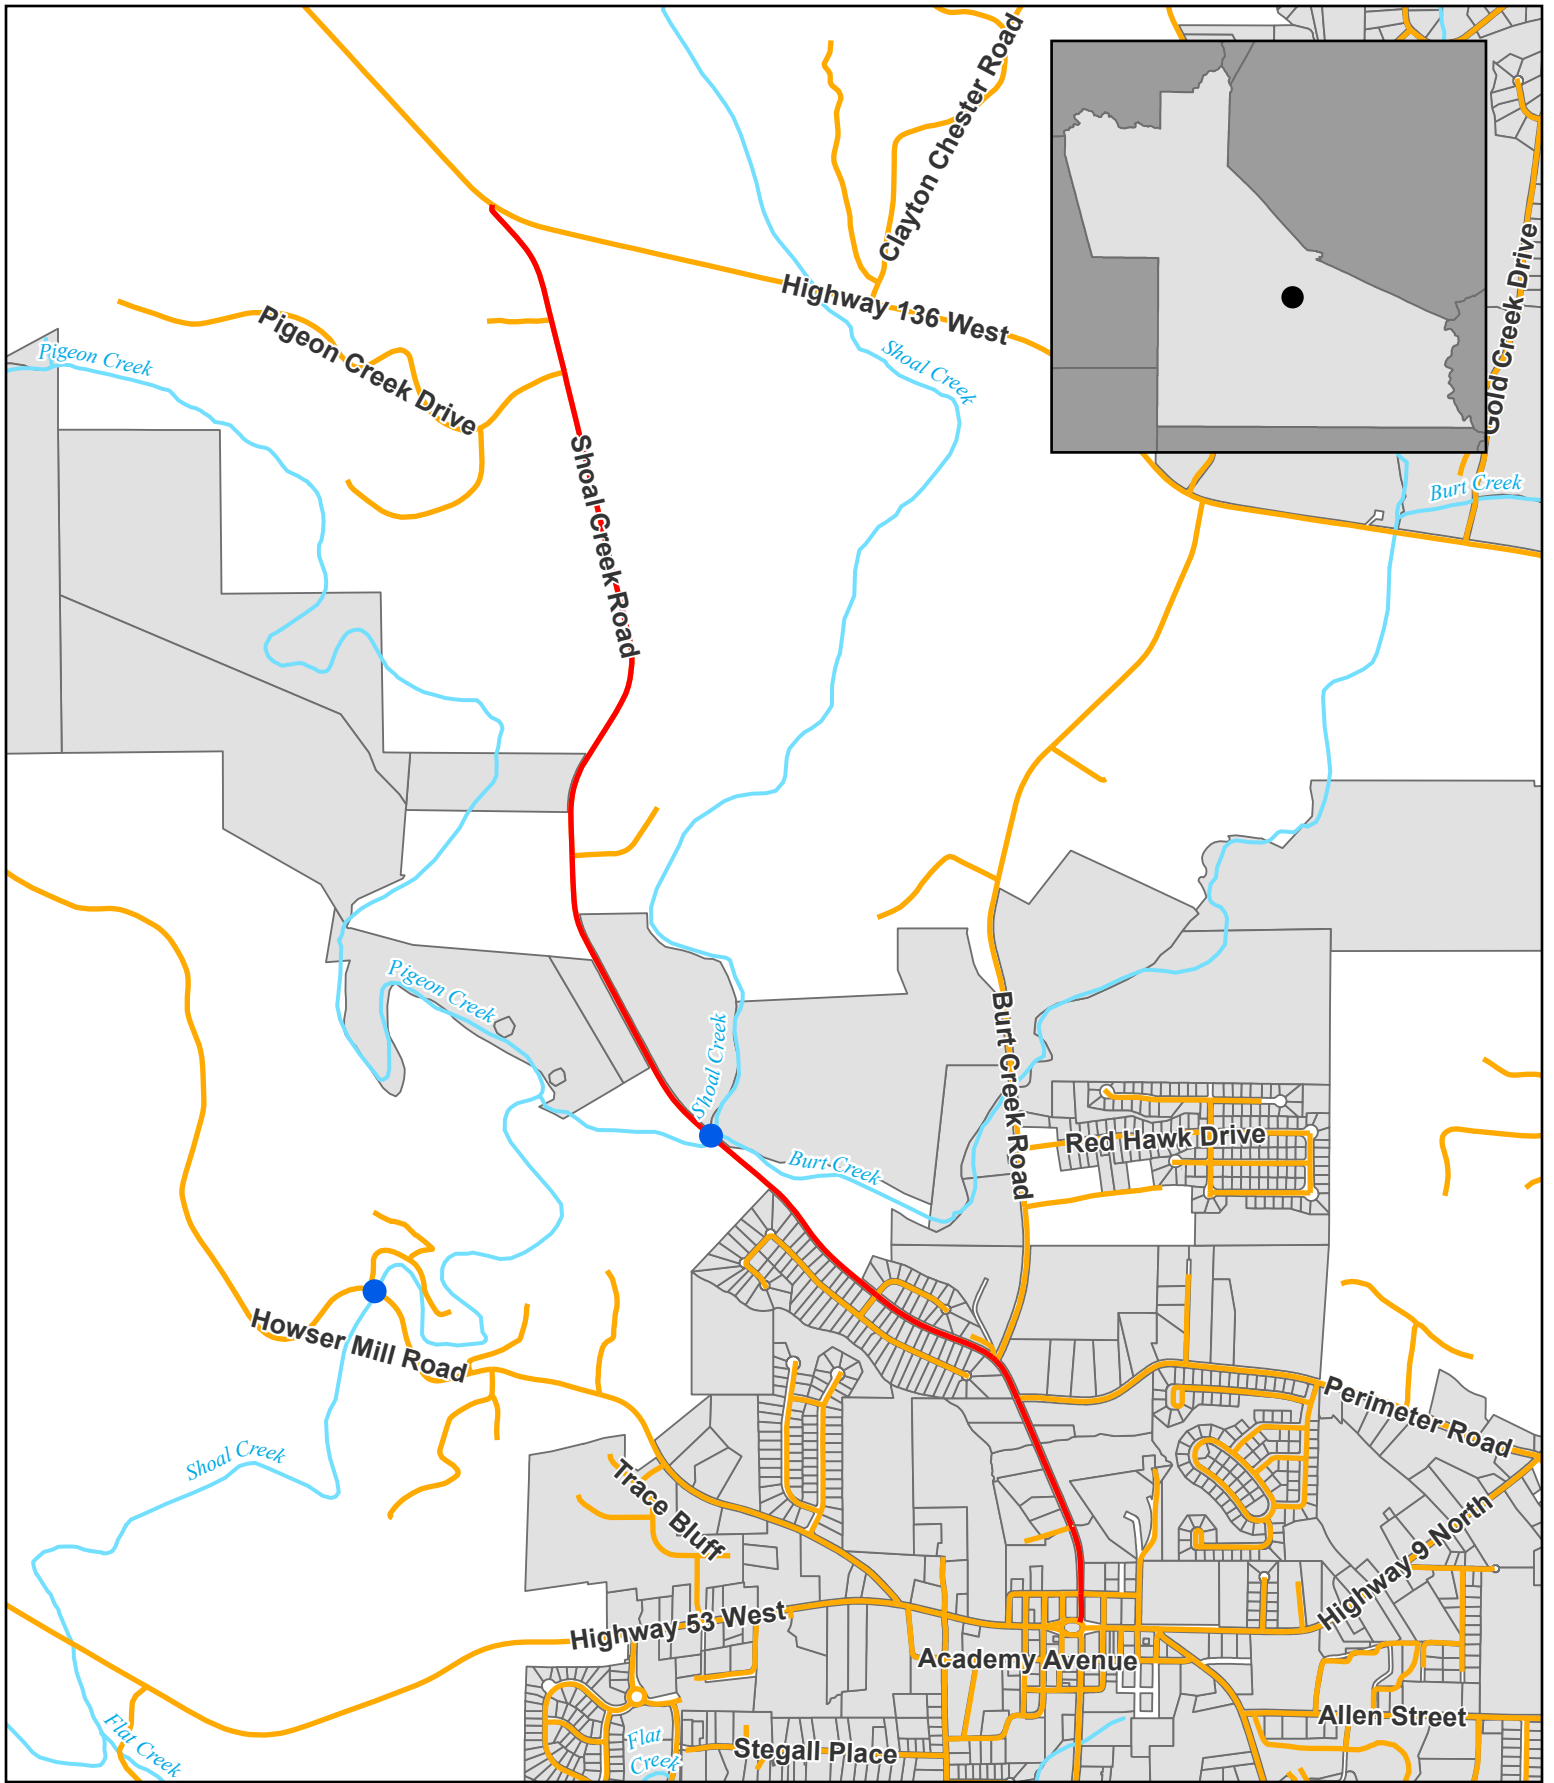 Clayton Chester Road
Highway 136 West
Gold Creek Drive
Pigeon Creek Drive
Pigeon Creek
Shoal Creek
Shoal Creek Road
Burt Creek
Pigeon Creek
Shoal Creek
Burt Creek Road
Red Hawk Drive
Burt Creek
Howser Mill Road
Perimeter Road
Shoal Creek
Trace Bluff
Highway 9 North
Highway 53 West
Academy Avenue
Allen Street
Flat Creek
Flat
Creek
Stegall Place